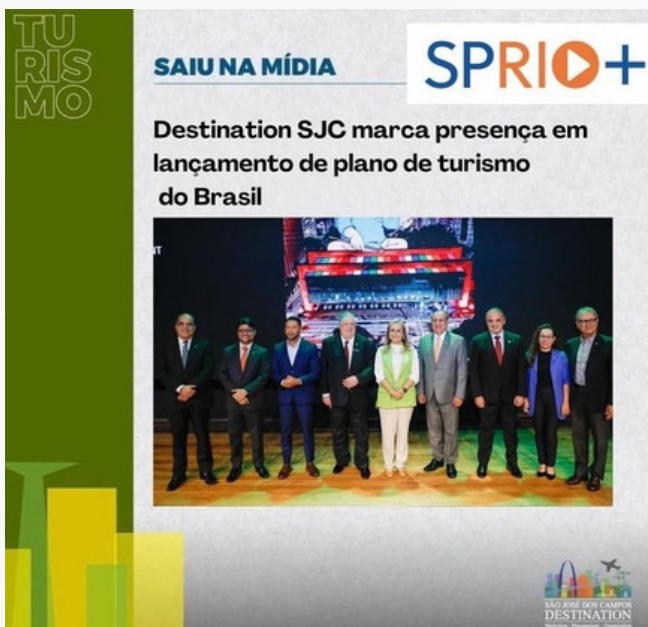 TU
RIS
MO
SAIU NA MÍDIA
SPRIO+
Destination SJC marca presença em
lançamento de plano de turismo
do Brasil
NT
SÃO JOSÉ DOS CAMPOS
DESTINATION